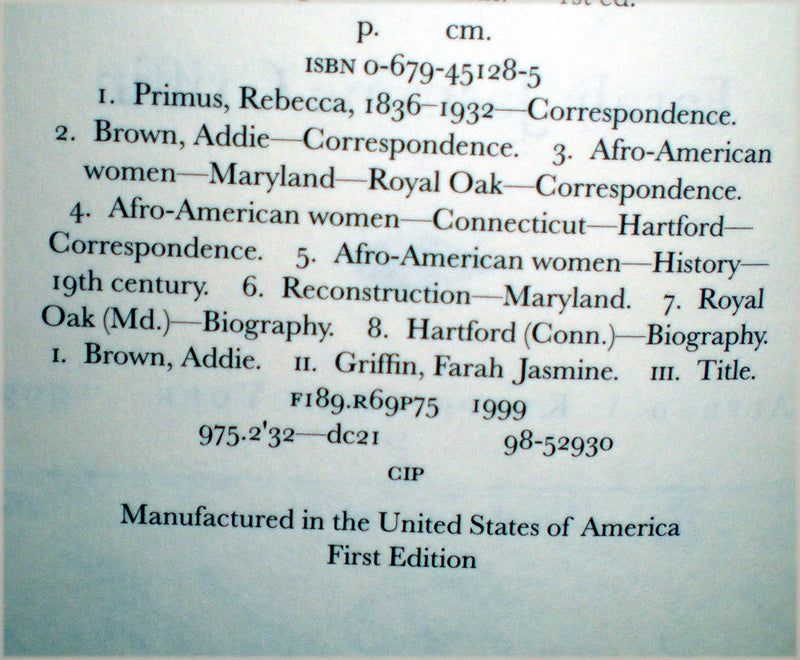 1st ed.
p. cm.
ISBN 0-679-45128-5
1. Primus, Rebecca, 1836–1932—Correspondence.
2. Brown, Addie—Correspondence. 3. Afro-American
women—Maryland—Royal Oak—Correspondence.
4. Afro-American women—Connecticut—Hartford—
Correspondence. 5. Afro-American women—History—
19th century. 6. Reconstruction—Maryland. 7. Royal
Oak (Md.)—Biography. 8. Hartford (Conn.)—Biography.
I. Brown, Addie. II. Griffin, Farah Jasmine. III. Title.
F189.R69P75 1999
975.2'32—dc21 98-52930
CIP
Manufactured in the United States of America
First Edition